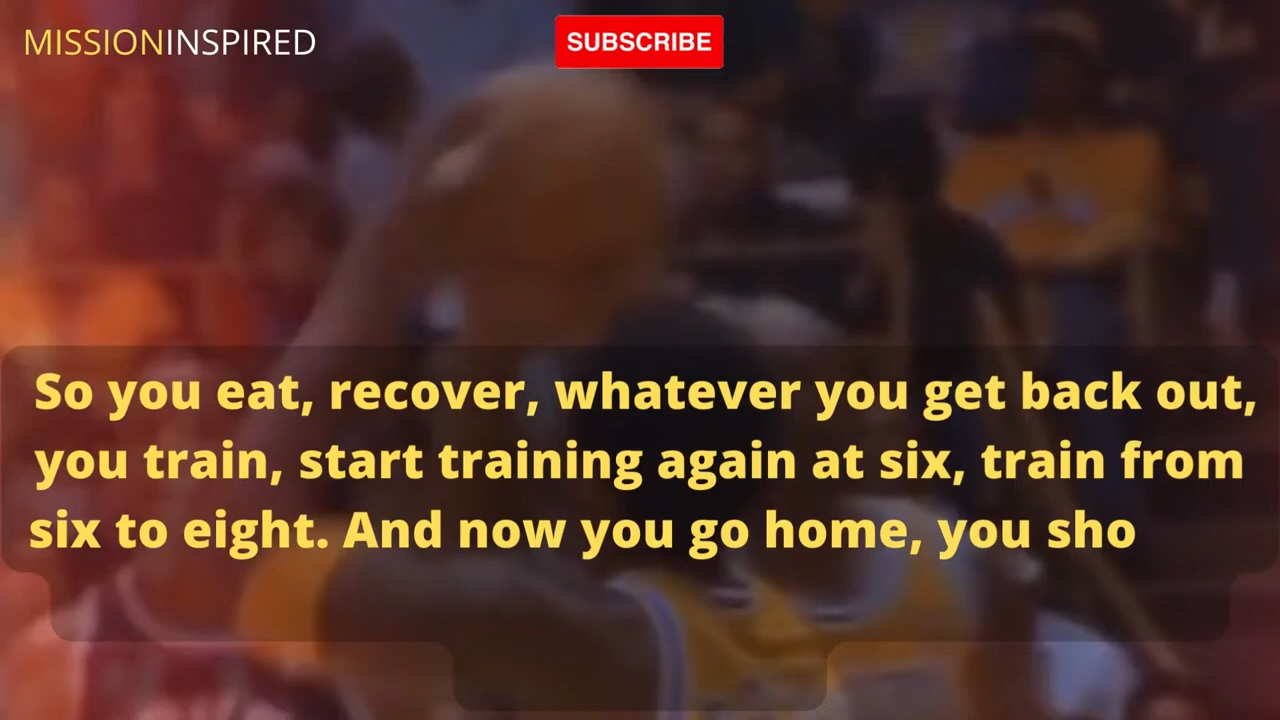 MISSIONINSPIRED
SUBSCRIBE
So you eat, recover, whatever you get back out,
you train, start training again at six, train from
six to eight. And now you go home, you sho